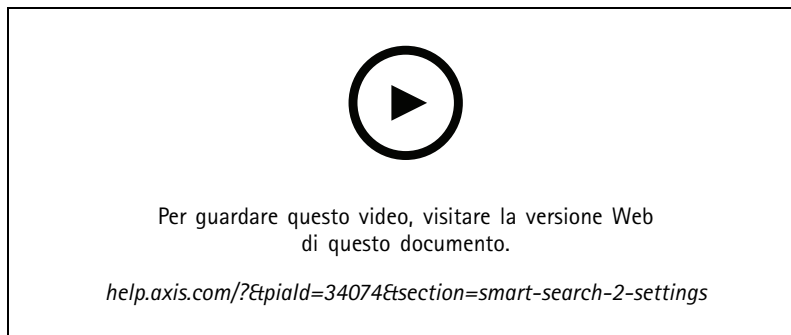 Per guardare questo video, visitare la versione Web
di questo documento.
help.axis.com/?&piaId=34074&section=smart-search-2-settings